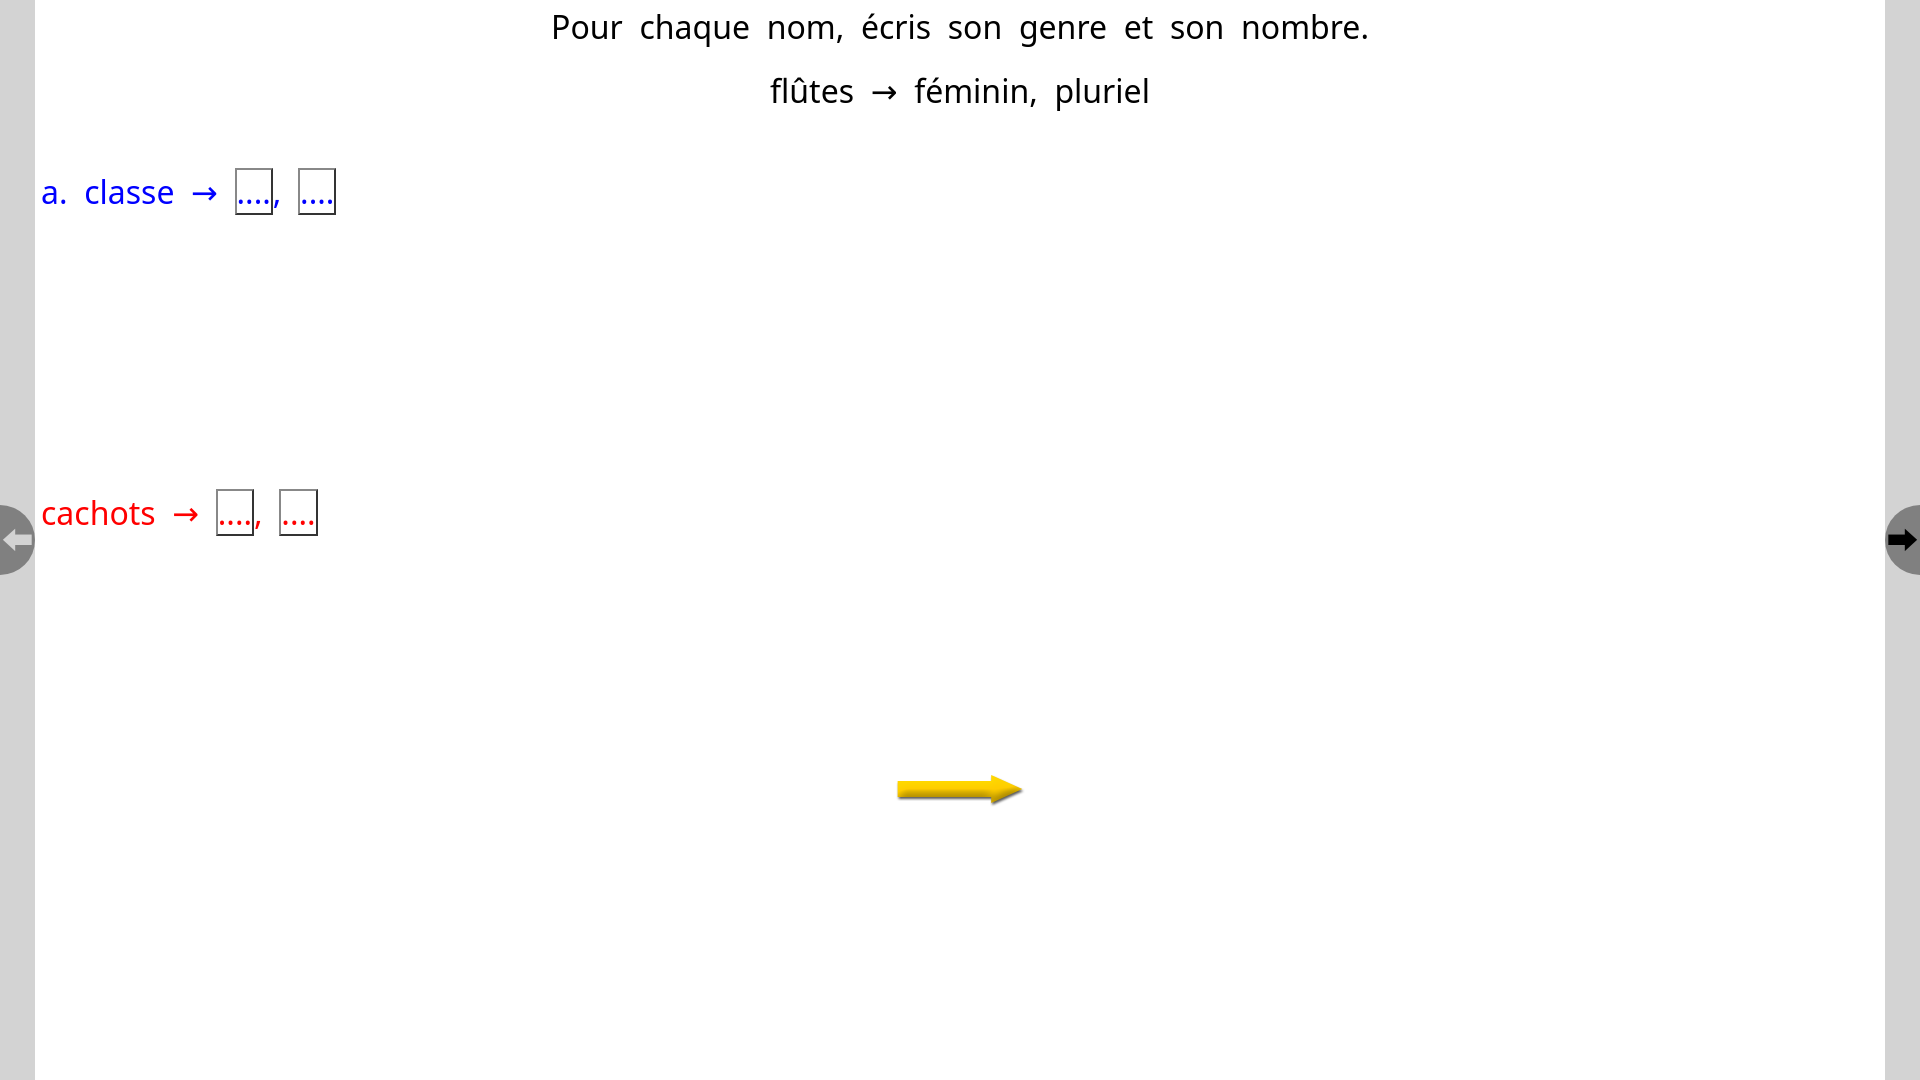 Pour chaque nom, écris son genre et son nombre.
flûtes → féminin, pluriel
a. classe → ...., ....
cachots → ...., ....